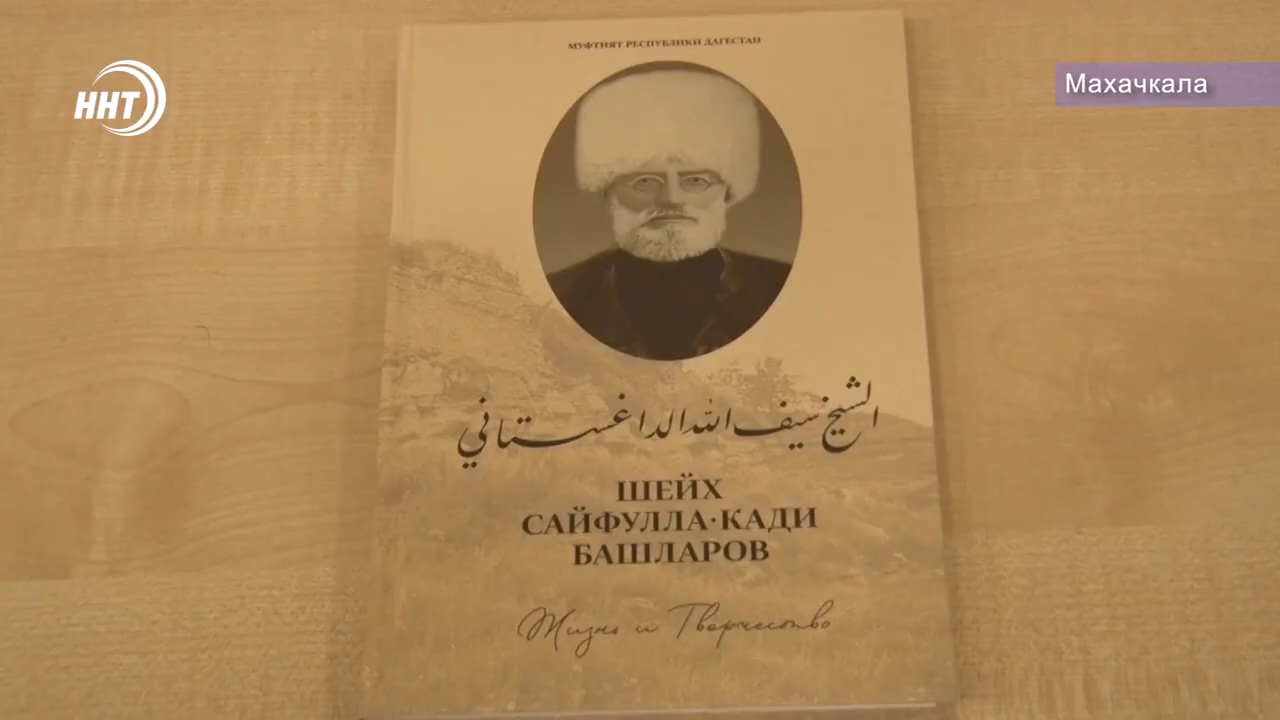 ННТ
Махачкала
МУФТИЯТ РЕСПУБЛИКИ ДАГЕСТАН
الشيخ سيف الله الداغستاني
ШЕЙХ
САЙФУЛЛА·КАДИ
БАШЛАРОВ
Жизнь и Творчество